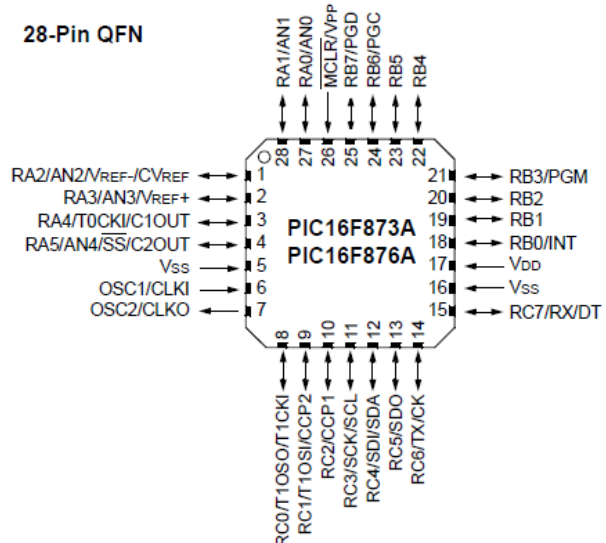 28-Pin QFN
RA1/AN1
RA0/AN0
MCLR/VPP
RB7/PGD
RB6/PGC
RB5
RB4
28
27
26
25
24
23
22
RA2/AN2/VREF-/CVREF
1
RA3/AN3/VREF+
2
RA4/T0CKI/C1OUT
3
RA5/AN4/SS/C2OUT
4
VSS
5
OSC1/CLKI
6
OSC2/CLKO
7
PIC16F873A
PIC16F876A
21
RB3/PGM
20
RB2
19
RB1
18
RB0/INT
17
VDD
16
VSS
15
RC7/RX/DT
8
9
10
11
12
13
14
RC0/T1OSO/T1CKI
RC1/T1OSI/CCP2
RC2/CCP1
RC3/SCK/SCL
RC4/SDI/SDA
RC5/SDO
RC6/TX/CK